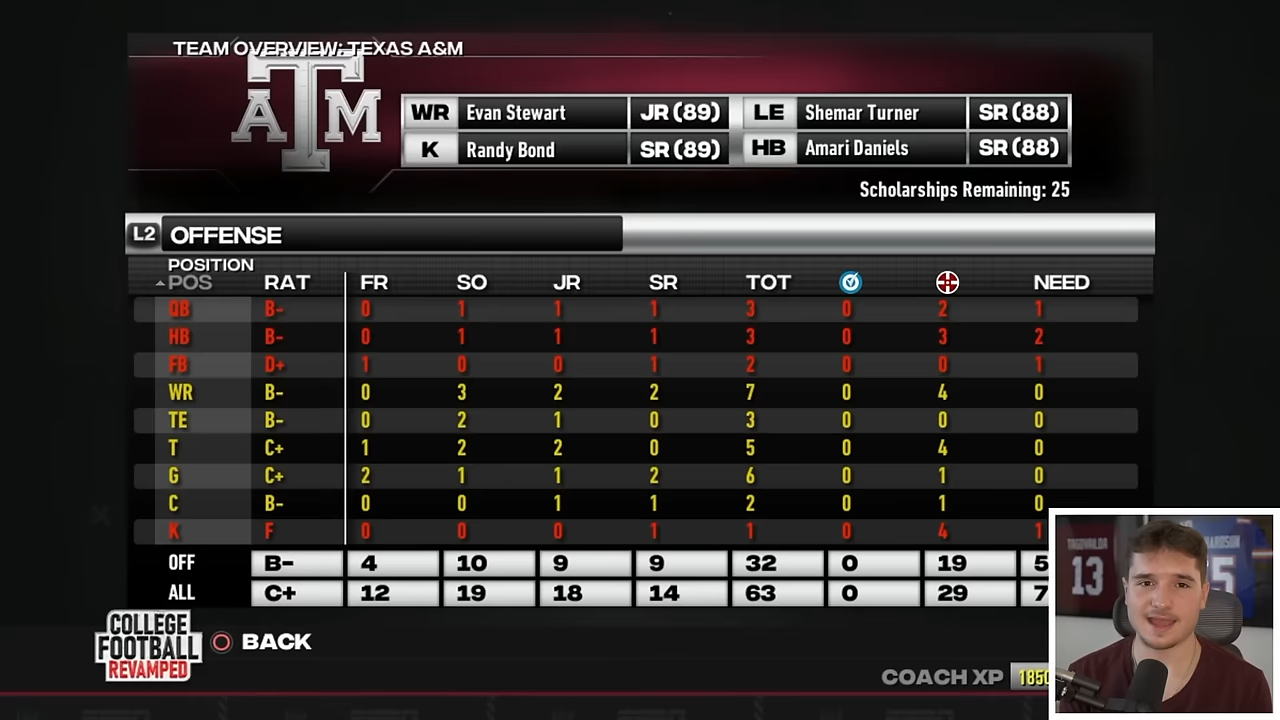 TEAM OVERVIEW: TEXAS A&M
A T M
WR Evan Stewart JR (89) LE Shemar Turner SR (88)
K Randy Bond SR (89) HB Amari Daniels SR (88)
Scholarships Remaining: 25
L2 OFFENSE
POSITION
POS RAT FR SO JR SR TOT NEED
QB B- 0 1 1 1 3 0 2 1
HB B- 0 1 1 1 3 0 3 2
FB D+ 1 0 0 1 2 0 0 1
WR B- 0 3 2 2 7 0 4 0
TE B- 0 2 1 0 3 0 0 0
T C+ 1 2 2 0 5 0 4 0
G C+ 2 1 1 2 6 0 1 0
C B- 0 0 1 1 2 0 1 0
K F 0 0 0 1 1 0 4 1
OFF B- 4 10 9 9 32 0 19 5
ALL C+ 12 19 18 14 63 0 29 7
COLLEGE
FOOTBALL
REVAMPED
BACK
COACH XP 1850
TAGOVAILOA
13
5